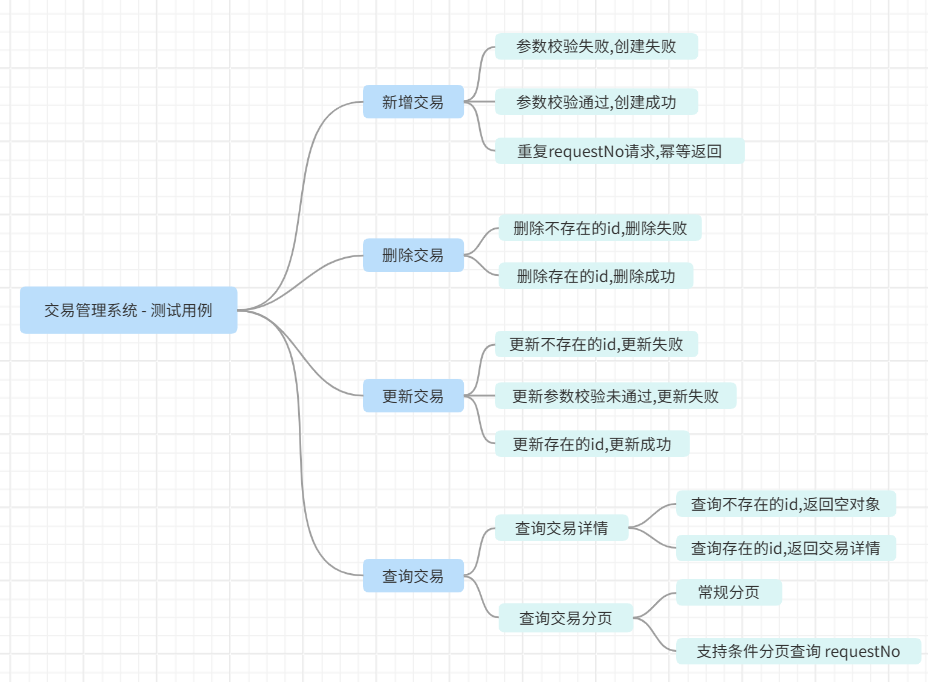 交易管理系统 - 测试用例
新增交易
参数校验失败,创建失败
参数校验通过,创建成功
重复requestNo请求,幂等返回
删除交易
删除不存在的id,删除失败
删除存在的id,删除成功
更新交易
更新不存在的id,更新失败
更新参数校验未通过,更新失败
更新存在的id,更新成功
查询交易
查询交易详情
查询不存在的id,返回空对象
查询存在的id,返回交易详情
查询交易分页
常规分页
支持条件分页查询 requestNo